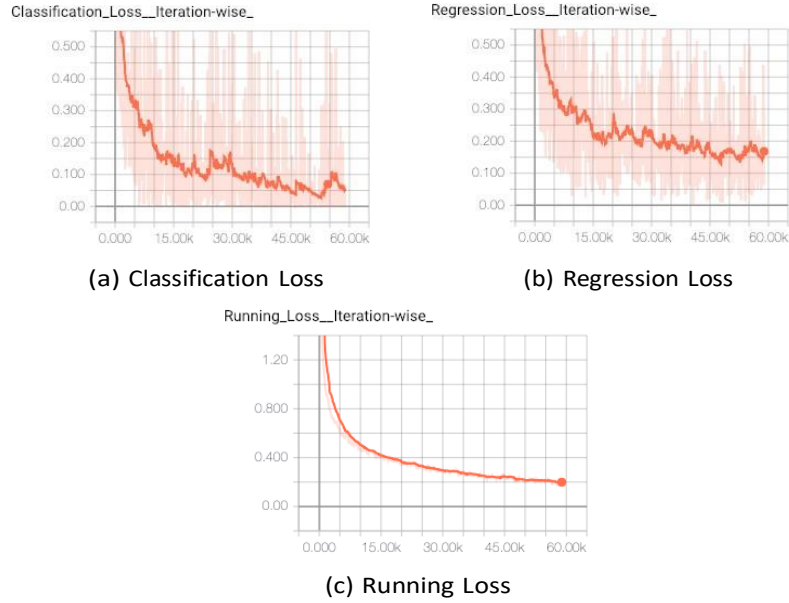 Classification_Loss__Iteration-wise_
0.500
0.400
0.300
0.200
0.100
0.00
0.000 15.00k 30.00k 45.00k 60.00k
(a) Classification Loss
Regression_Loss__Iteration-wise_
0.500
0.400
0.300
0.200
0.100
0.00
0.000 15.00k 30.00k 45.00k 60.00k
(b) Regression Loss
Running_Loss__Iteration-wise_
1.20
0.800
0.400
0.00
0.000 15.00k 30.00k 45.00k 60.00k
(c) Running Loss